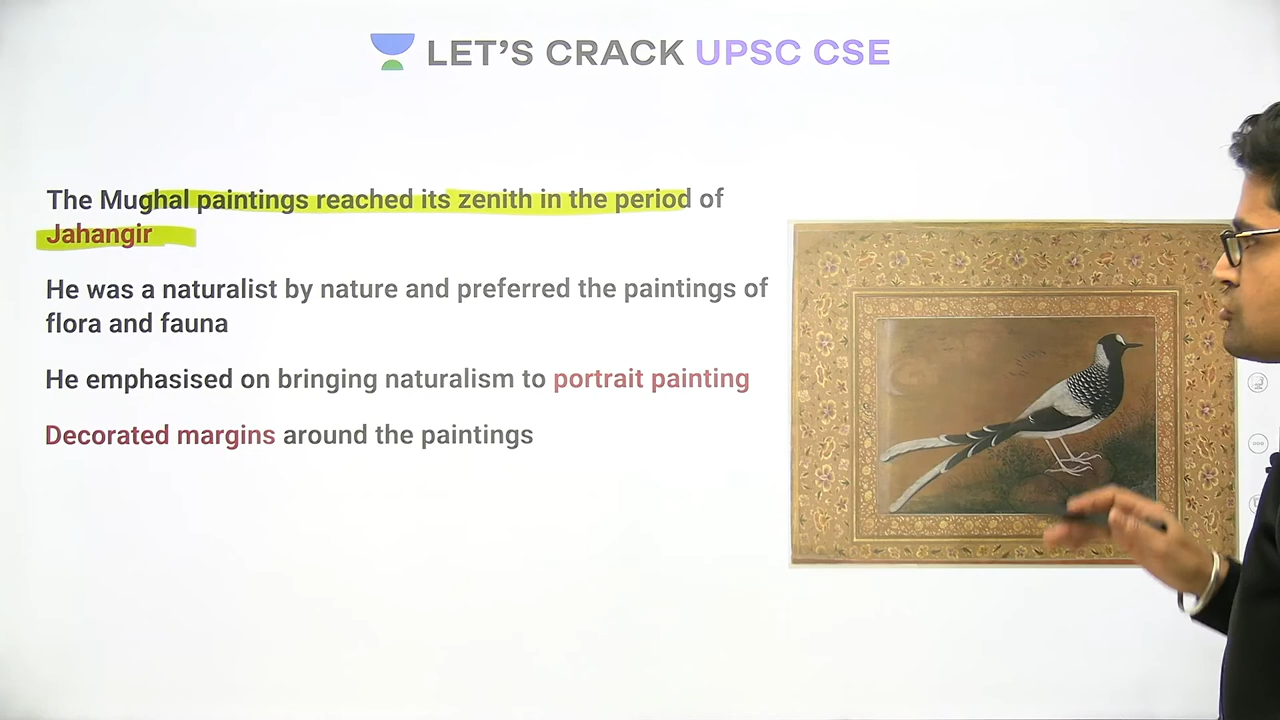 LET'S CRACK UPSC CSE
The Mughal paintings reached its zenith in the period of
Jahangir
He was a naturalist by nature and preferred the paintings of
flora and fauna
He emphasised on bringing naturalism to portrait painting
Decorated margins around the paintings